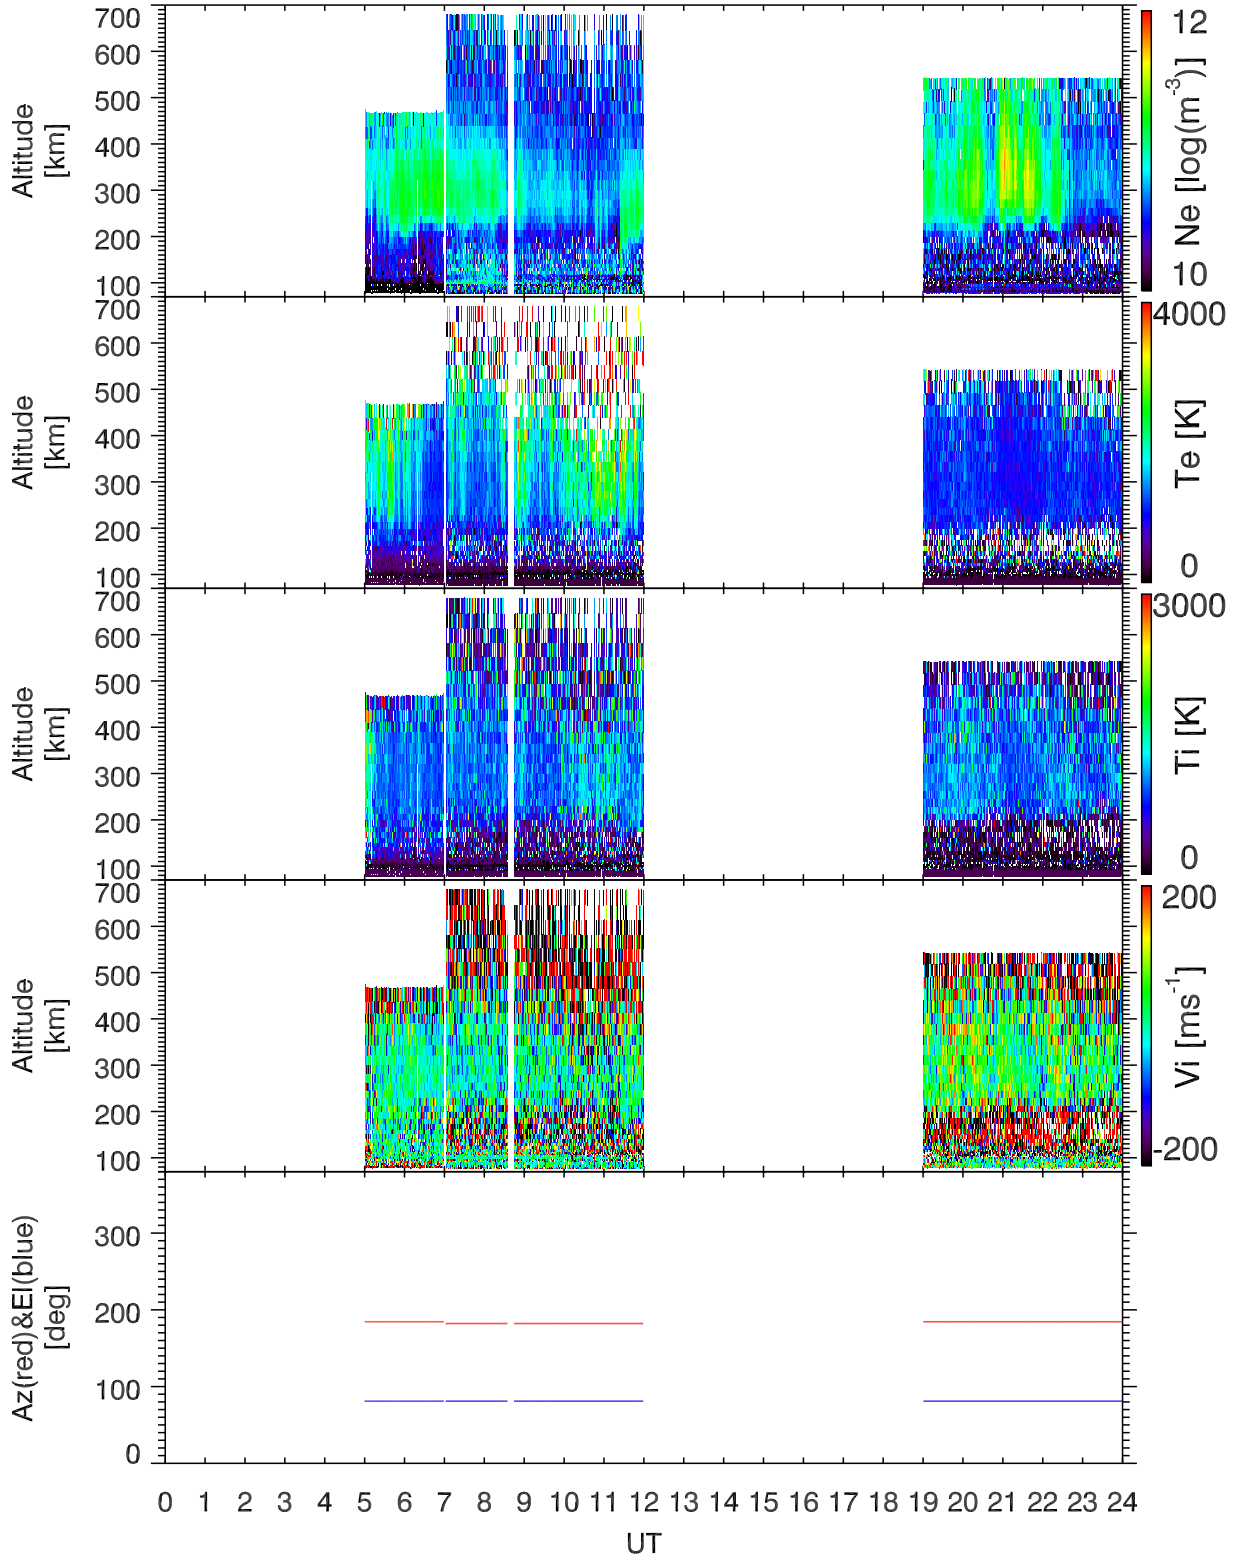 700
600
500
400
300
200
100
Altitude
[km]
12
Ne [log(m⁻³)]
10
700
600
500
400
300
200
100
Altitude
[km]
4000
Te [K]
0
700
600
500
400
300
200
100
Altitude
[km]
3000
Ti [K]
0
700
600
500
400
300
200
100
Altitude
[km]
200
Vi [ms⁻¹]
-200
300
200
100
0
Az(red)&El(blue)
[deg]
0 1 2 3 4 5 6 7 8 9 10 11 12 13 14 15 16 17 18 19 20 21 22 23 24
UT